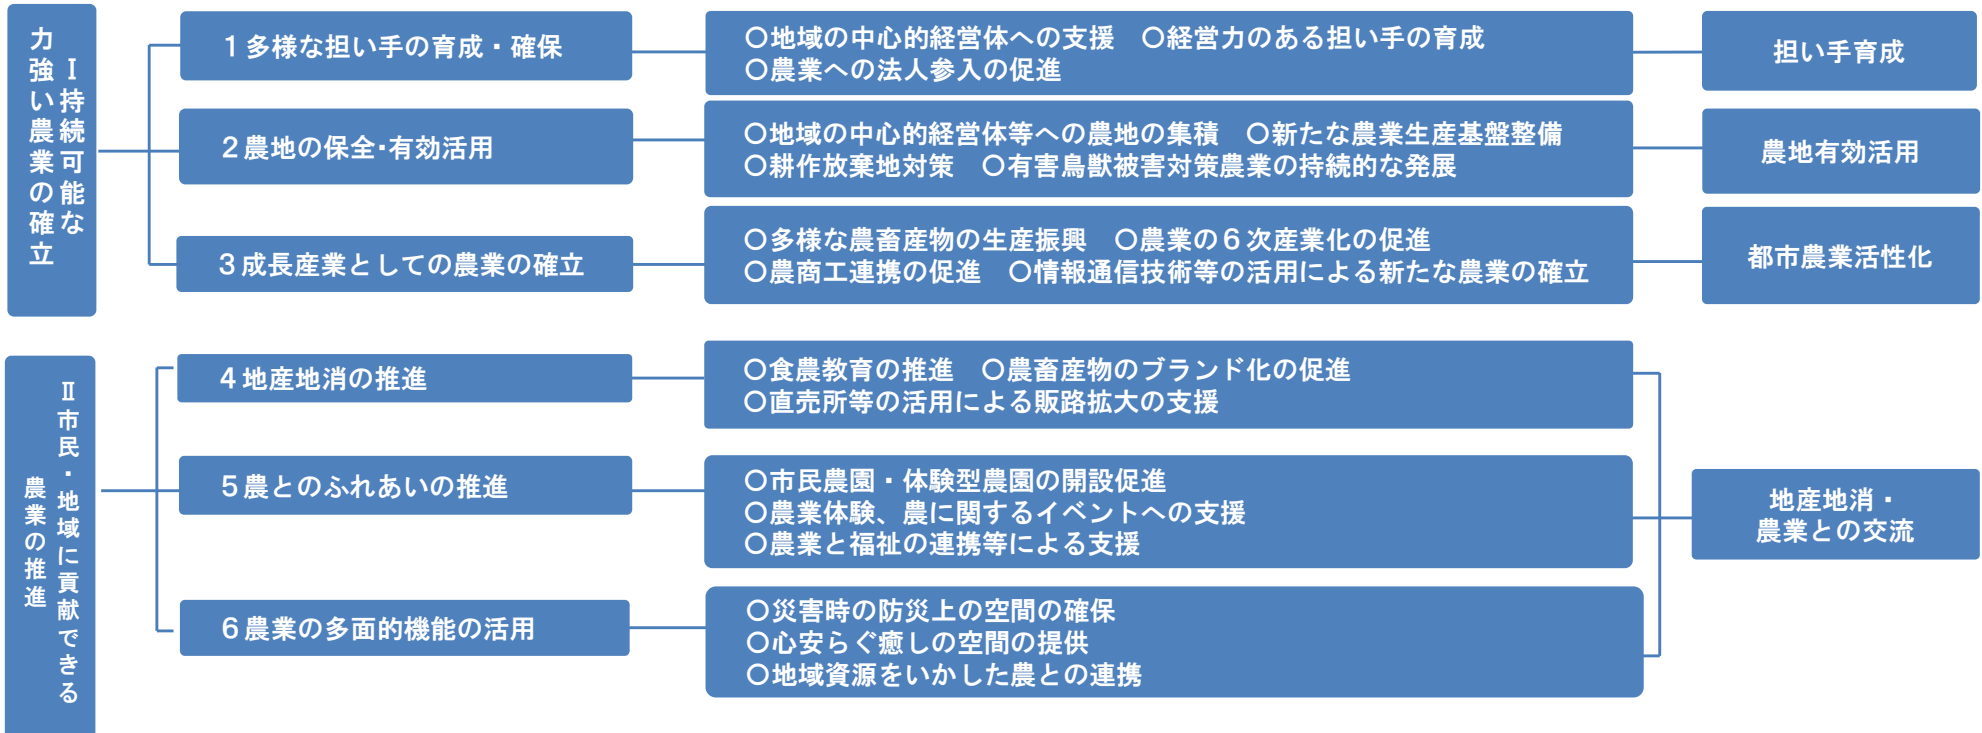 Ⅰ持続可能な
力強い農業の確立
１多様な担い手の育成・確保
〇地域の中心的経営体への支援　〇経営力のある担い手の育成
〇農業への法人参入の促進
担い手育成
２農地の保全・有効活用
〇地域の中心的経営体等への農地の集積　〇新たな農業生産基盤整備
〇耕作放棄地対策　〇有害鳥獣被害対策農業の持続的な発展
農地有効活用
３成長産業としての農業の確立
〇多様な農畜産物の生産振興　〇農業の６次産業化の促進
〇農商工連携の促進　〇情報通信技術等の活用による新たな農業の確立
都市農業活性化
Ⅱ市民・地域に貢献できる
農業の推進
４地産地消の推進
〇食農教育の推進　〇農畜産物のブランド化の促進
〇直売所等の活用による販路拡大の支援
５農とのふれあいの推進
〇市民農園・体験型農園の開設促進
〇農業体験、農に関するイベントへの支援
〇農業と福祉の連携等による支援
地産地消・
農業との交流
６農業の多面的機能の活用
〇災害時の防災上の空間の確保
〇心安らぐ癒しの空間の提供
〇地域資源をいかした農との連携